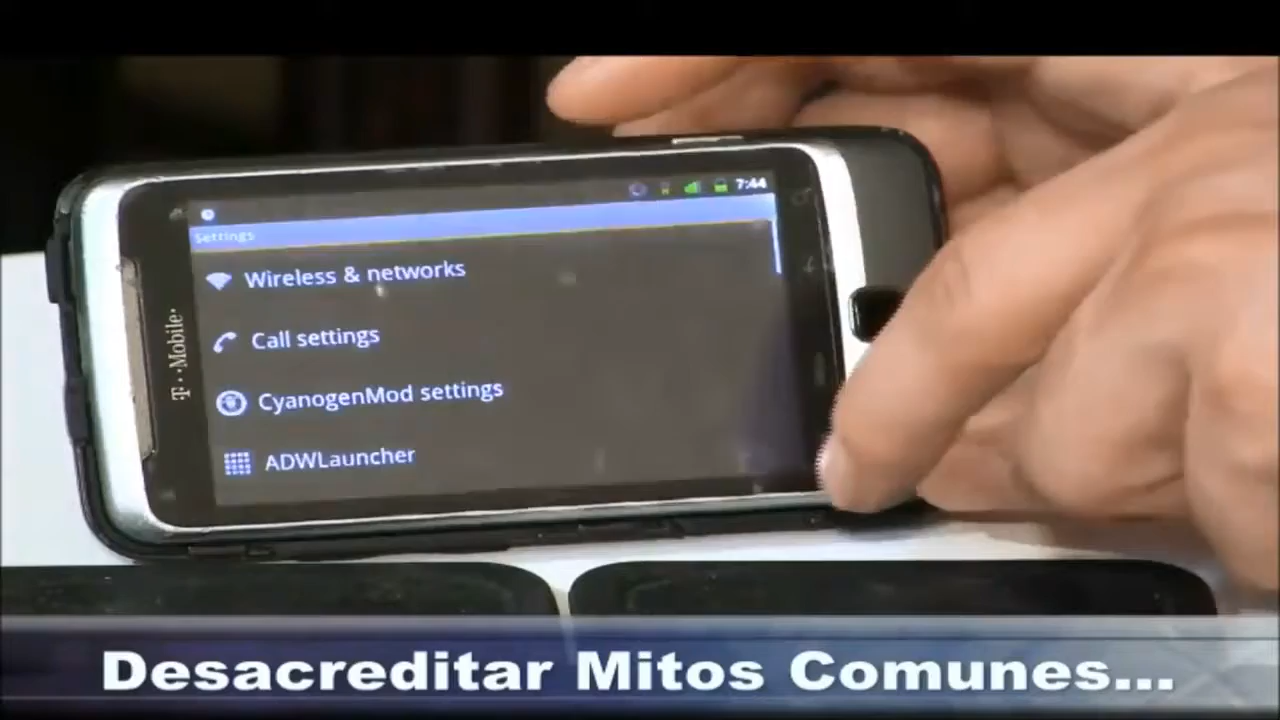 7:44
Settings
Wireless & networks
Call settings
CyanogenMod settings
ADWLauncher
T··Mobile·
Desacreditar Mitos Comunes...